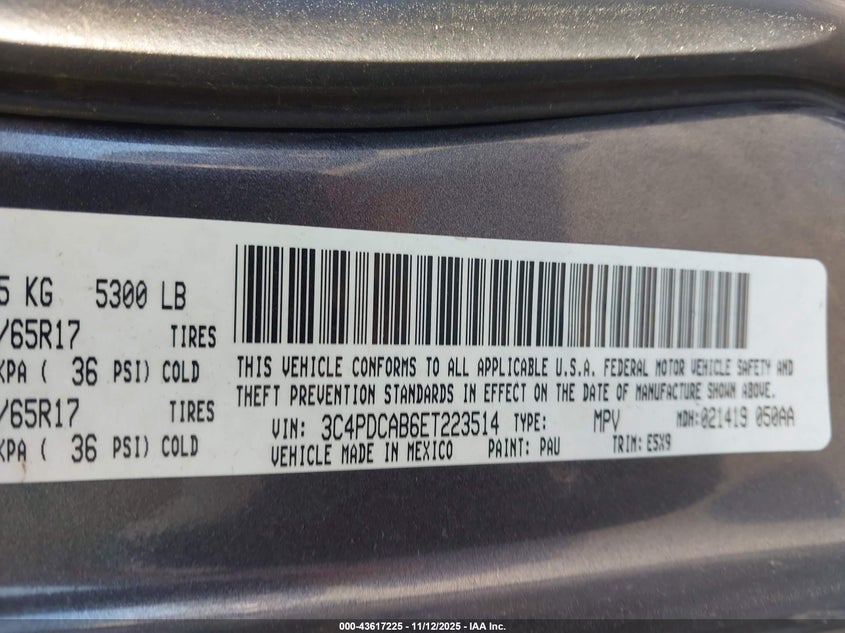 5 KG 5300 LB
/65R17 TIRES
KPA ( 36 PSI) COLD
/65R17 TIRES
KPA ( 36 PSI) COLD
THIS VEHICLE CONFORMS TO ALL APPLICABLE U.S.A. FEDERAL MOTOR VEHICLE SAFETY AND
THEFT PREVENTION STANDARDS IN EFFECT ON THE DATE OF MANUFACTURE SHOWN ABOVE.
VIN: 3C4PDCAB6ET223514 TYPE: MPV MDH:021419 050AA
VEHICLE MADE IN MEXICO PAINT: PAU TRIM: E5X9
000-43617225 - 11/12/2025 - IAA Inc.